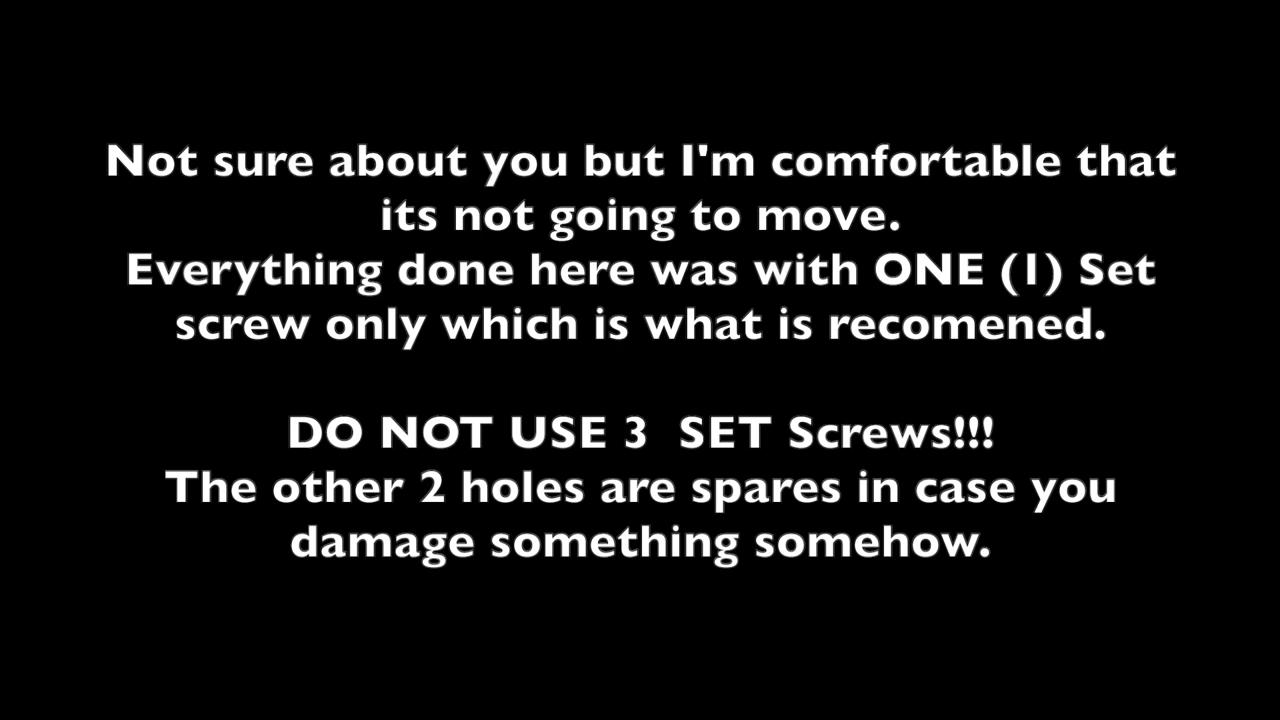 Not sure about you but I'm comfortable that
its not going to move.
Everything done here was with ONE (1) Set
screw only which is what is recomened.
DO NOT USE 3  SET Screws!!!
The other 2 holes are spares in case you
damage something somehow.